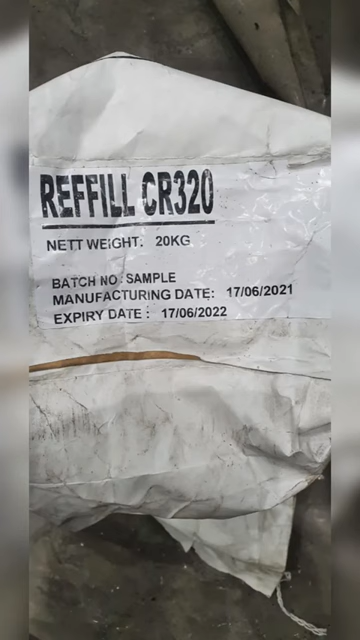 REFFILL CR320
NETT WEIGHT: 20KG
BATCH NO : SAMPLE
MANUFACTURING DATE: 17/06/2021
EXPIRY DATE : 17/06/2022